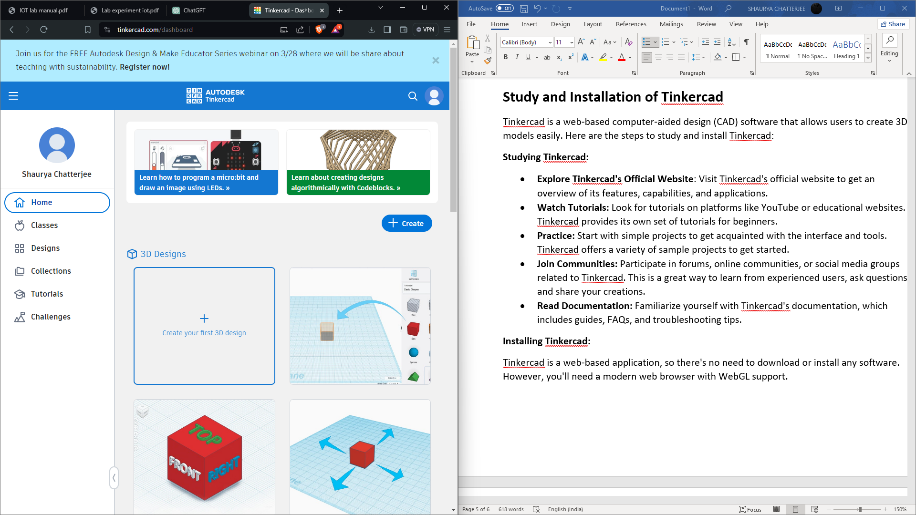 IOT lab manual.pdf
Lab experiment iot.pdf
ChatGPT
Tinkercad - Dashboard
tinkercad.com/dashboard
VPN
Join us for the FREE Autodesk Design & Make Educator Series webinar on 3/28 where we will be share about
teaching with sustainability. Register now!
AUTODESK
Tinkercad
Shaurya Chatterjee
Home
Classes
Designs
Collections
Tutorials
Challenges
Learn how to program a micro:bit and
draw an image using LEDs. »
Learn about creating designs
algorithmically with Codeblocks. »
+ Create
3D Designs
+
Create your first 3D design
TOP
FRONT
RIGHT
AutoSave
Off
Document1 - Word
SHAURYA CHATTERJEE
File
Home
Insert
Draw
Design
Layout
References
Mailings
Review
View
Help
Share
Paste
Calibri (Body)
11
Clipboard
Font
Paragraph
AaBbCcDc
AaBbCcDc
AaBbCc
¶ Normal
¶ No Spac...
Heading 1
Styles
Editing
Study and Installation of Tinkercad
Tinkercad is a web-based computer-aided design (CAD) software that allows users to create 3D
models easily. Here are the steps to study and install Tinkercad:
Studying Tinkercad:
• Explore Tinkercad's Official Website: Visit Tinkercad's official website to get an
overview of its features, capabilities, and applications.
• Watch Tutorials: Look for tutorials on platforms like YouTube or educational websites.
Tinkercad provides its own set of tutorials for beginners.
• Practice: Start with simple projects to get acquainted with the interface and tools.
Tinkercad offers a variety of sample projects to get started.
• Join Communities: Participate in forums, online communities, or social media groups
related to Tinkercad. This is a great way to learn from experienced users, ask questions
and share your creations.
• Read Documentation: Familiarize yourself with Tinkercad's documentation, which
includes guides, FAQs, and troubleshooting tips.
Installing Tinkercad:
Tinkercad is a web-based application, so there's no need to download or install any software.
However, you'll need a modern web browser with WebGL support.
Page 5 of 6
610 words
English (India)
Focus
150%